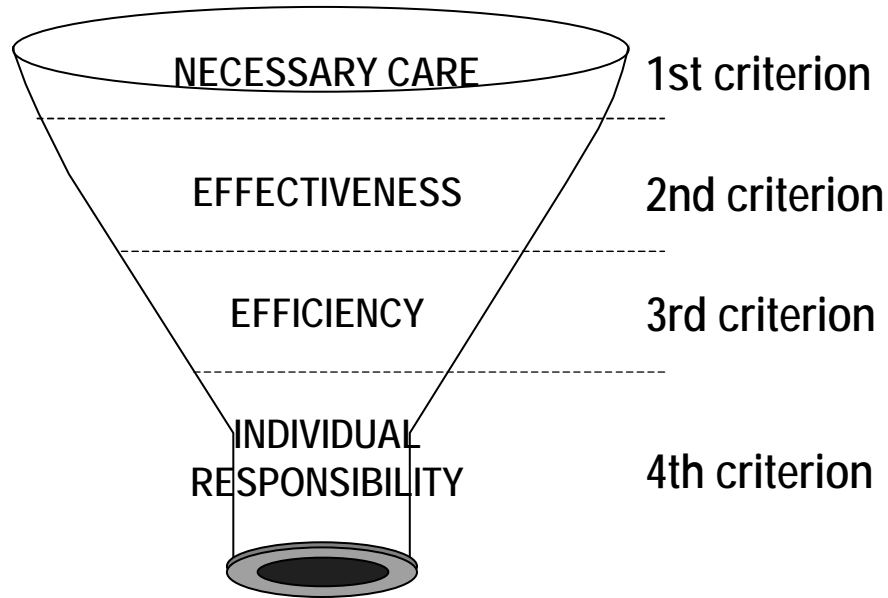 NECESSARY CARE 1st criterion
EFFECTIVENESS 2nd criterion
EFFICIENCY 3rd criterion
INDIVIDUAL
RESPONSIBILITY 4th criterion